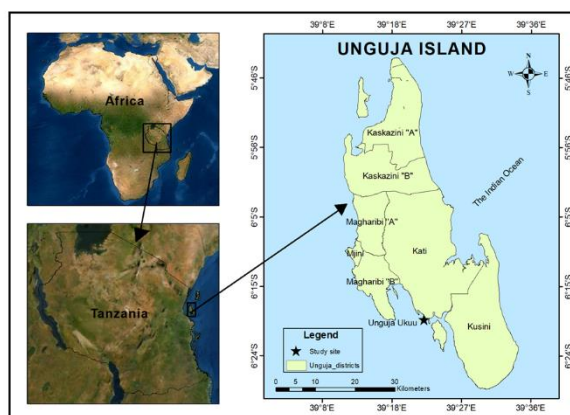 Africa
Tanzania
39°8'E 39°18'E 39°27'E 39°36'E
UNGUJA ISLAND
N
W E
S
5°46'S
5°56'S
6°5'S
6°15'S
6°24'S
5°46'S
5°56'S
6°5'S
6°15'S
6°24'S
Kaskazini "A"
Kaskazini "B"
The Indian Ocean
Magharibi "A"
Mjini
Kati
Magharibi "B"
Unguja Ukuu
Kusini
Legend
Study site
Unguja_districts
0 5 10 20 30
Kilometers
39°8'E 39°18'E 39°27'E 39°36'E